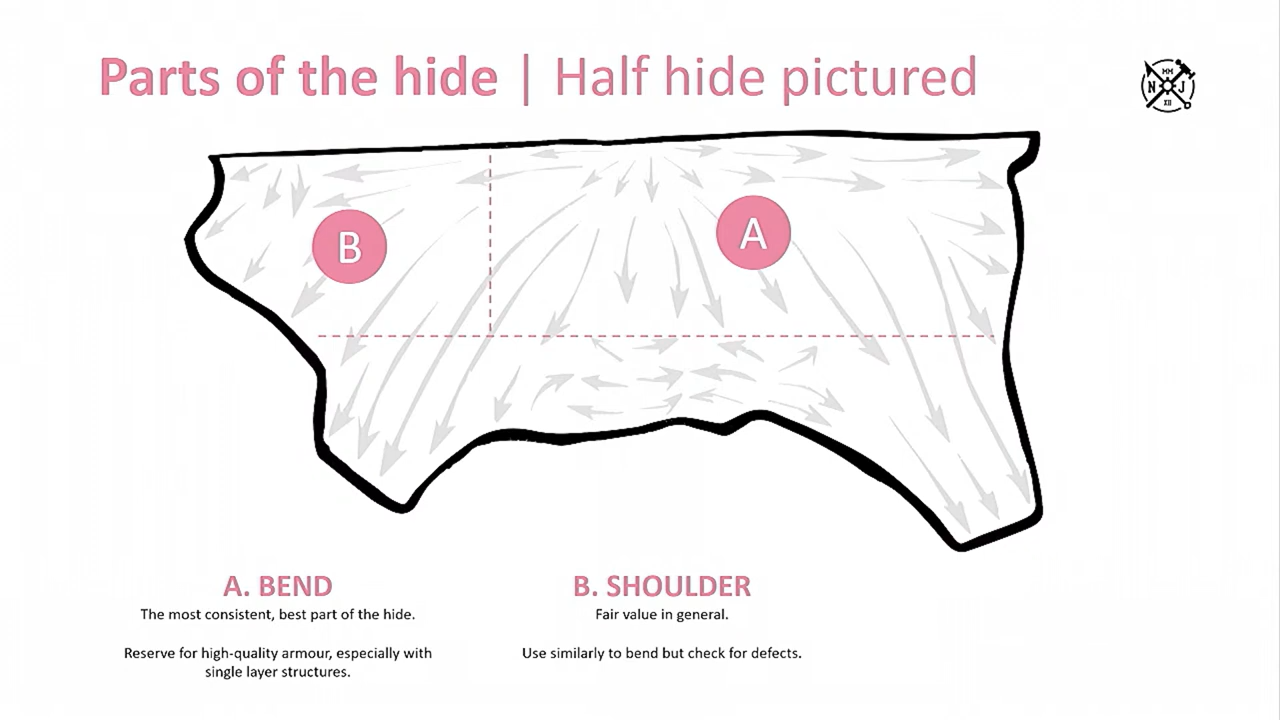 Parts of the hide | Half hide pictured
MM
N J
XII
B
A
A. BEND
The most consistent, best part of the hide.
Reserve for high-quality armour, especially with
single layer structures.
B. SHOULDER
Fair value in general.
Use similarly to bend but check for defects.